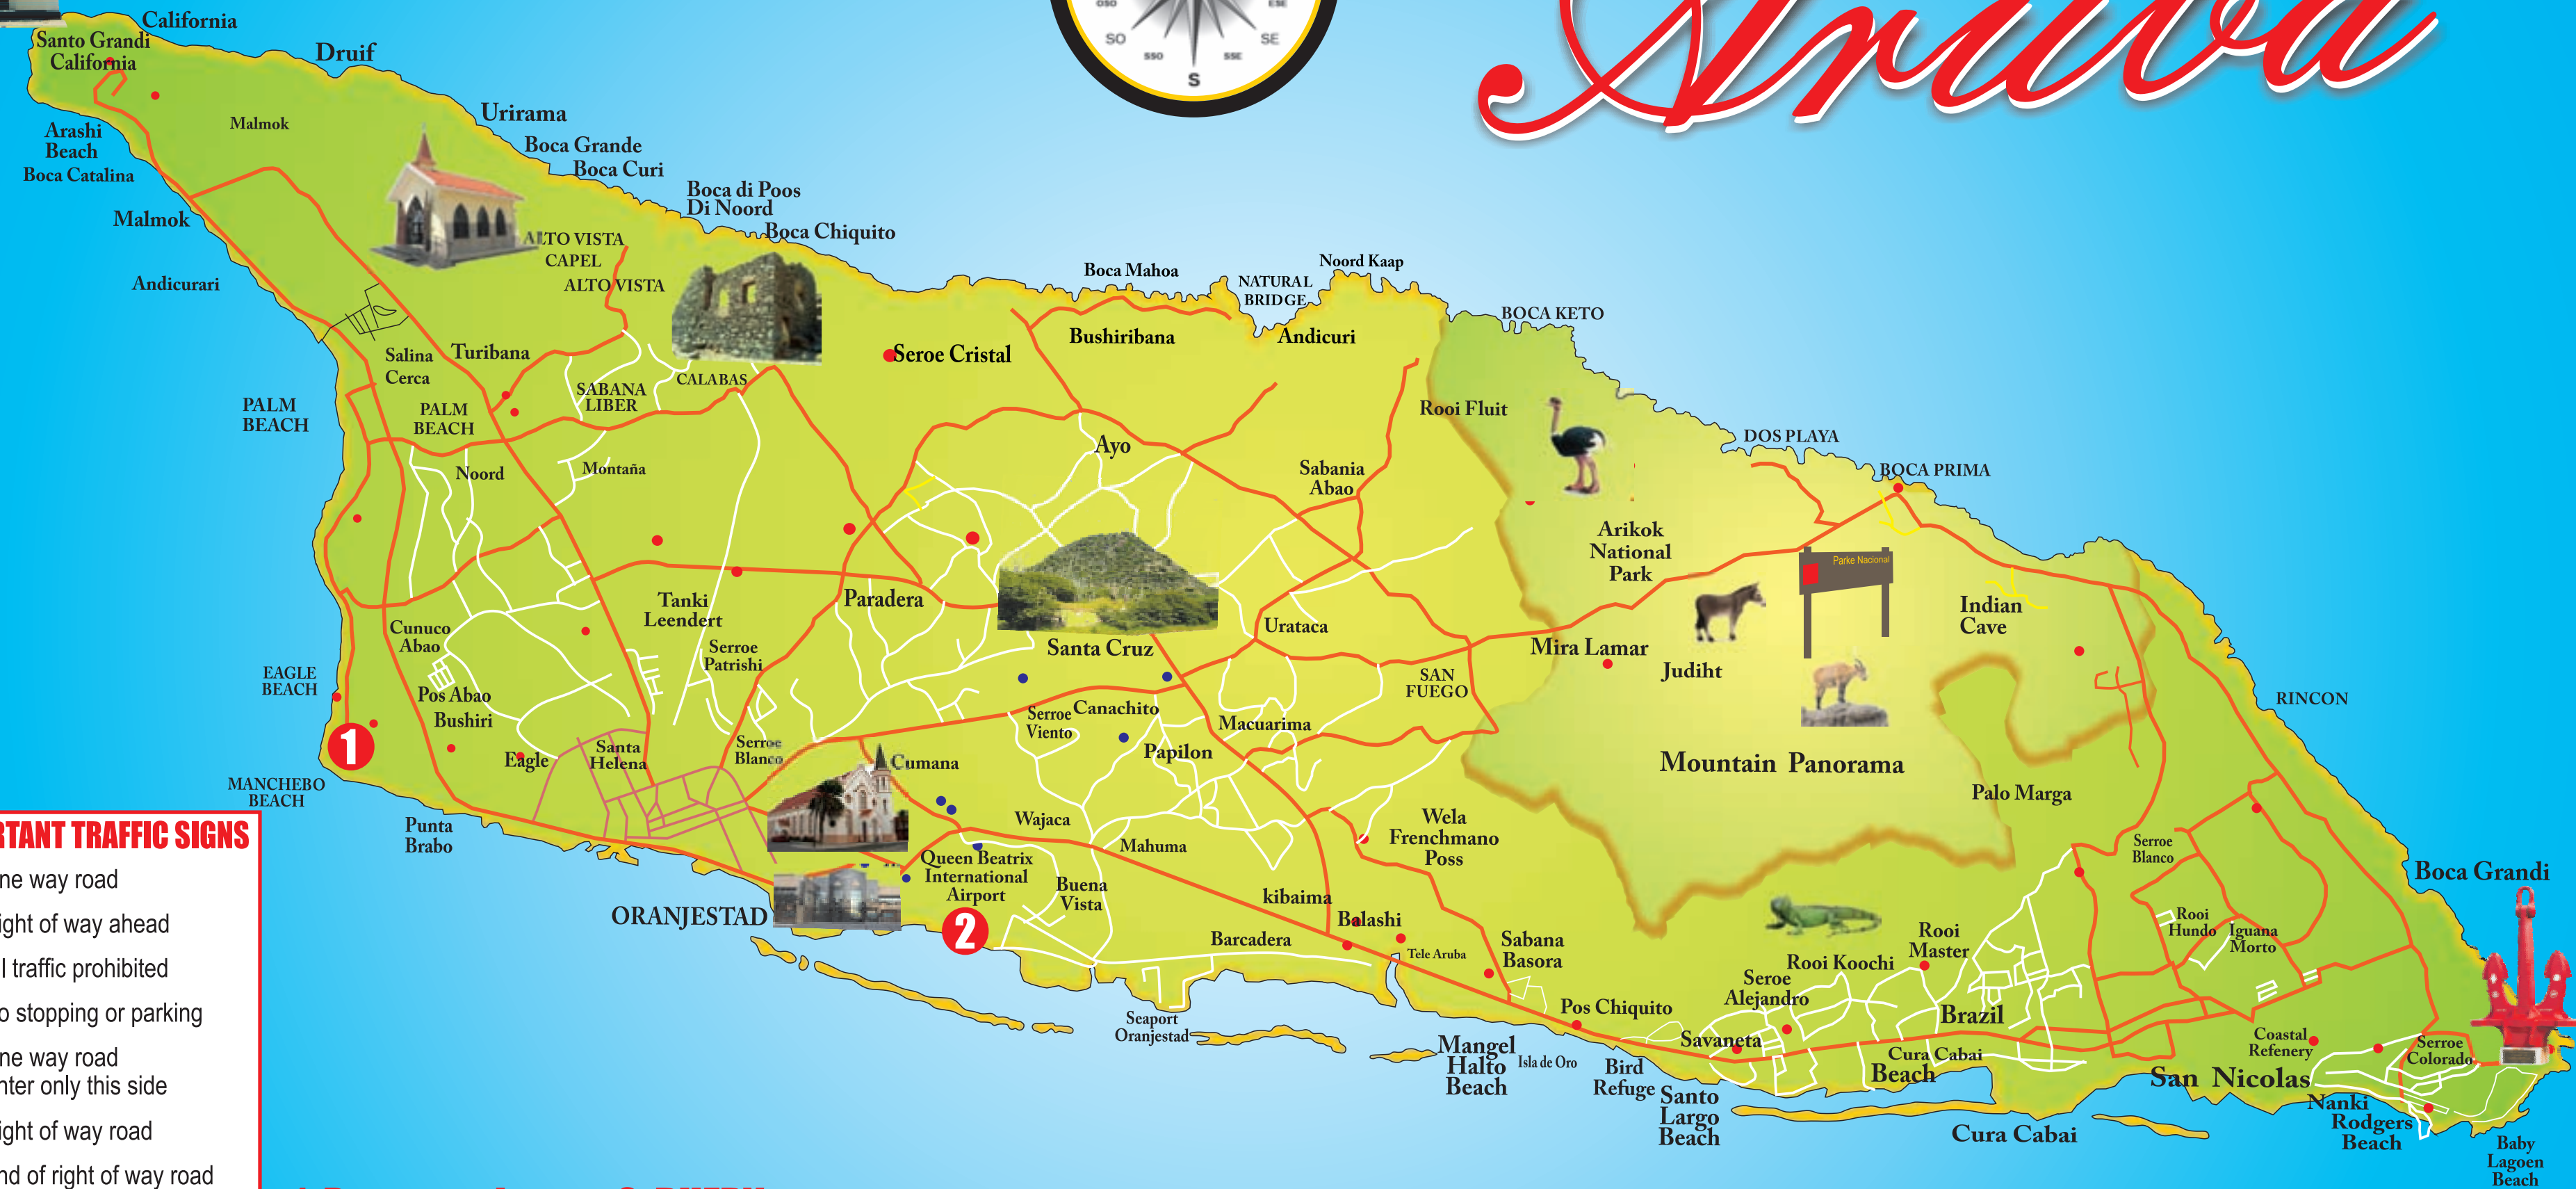 Aruba
OSO
ESE
SO
SE
SSO
SSE
S
California
Santo Grandi
California
Druif
Malmok
Urirama
Arashi
Beach
Boca Catalina
Boca Grande
Boca Curi
Boca di Poos
Di Noord
Boca Chiquito
Malmok
ALTO VISTA
CAPEL
ALTO VISTA
Andicurari
Boca Mahoa
NATURAL
BRIDGE
Noord Kaap
BOCA KETO
Bushiribana
Andicuri
Seroe Cristal
Salina
Cerca
Turibana
SABANA
LIBER
CALABAS
PALM
BEACH
PALM
BEACH
Rooi Fluit
DOS PLAYA
BOCA PRIMA
Noord
Montaña
Ayo
Sabania
Abao
Arikok
National
Park
Parke Nacional
Indian
Cave
Tanki
Leendert
Paradera
Cunuco
Abao
Serroe
Patrishi
Santa Cruz
Urataca
Mira Lamar
Judiht
SAN
FUEGO
EAGLE
BEACH
Pos Abao
Bushiri
RINCON
Serroe
Viento
Canachito
Macuarima
Papilon
1
Eagle
Santa
Helena
Serroe
Blanco
Cumana
Mountain Panorama
Palo Marga
MANCHEBO
BEACH
Punta
Brabo
Wajaca
Mahuma
Wela
Frenchmano
Poss
Serroe
Blanco
Boca Grandi
Queen Beatrix
International
Airport
Buena
Vista
kibaima
Balashi
ORANJESTAD
2
Barcadera
Tele Aruba
Sabana
Basora
Rooi
Master
Rooi Koochi
Rooi
Hundo
Iguana
Morto
Seroe
Alejandro
Pos Chiquito
Brazil
Seaport
Oranjestad
Savaneta
Coastal
Refenery
Serroe
Colorado
Mangel
Halto
Beach
Isla de Oro
Bird
Refuge
Cura Cabai
Beach
San Nicolas
Santo
Largo
Beach
Cura Cabai
Nanki
Rodgers
Beach
Baby
Lagoen
Beach
RTANT TRAFFIC SIGNS
ne way road
ight of way ahead
l traffic prohibited
o stopping or parking
ne way road
nter only this side
ight of way road
nd of right of way road